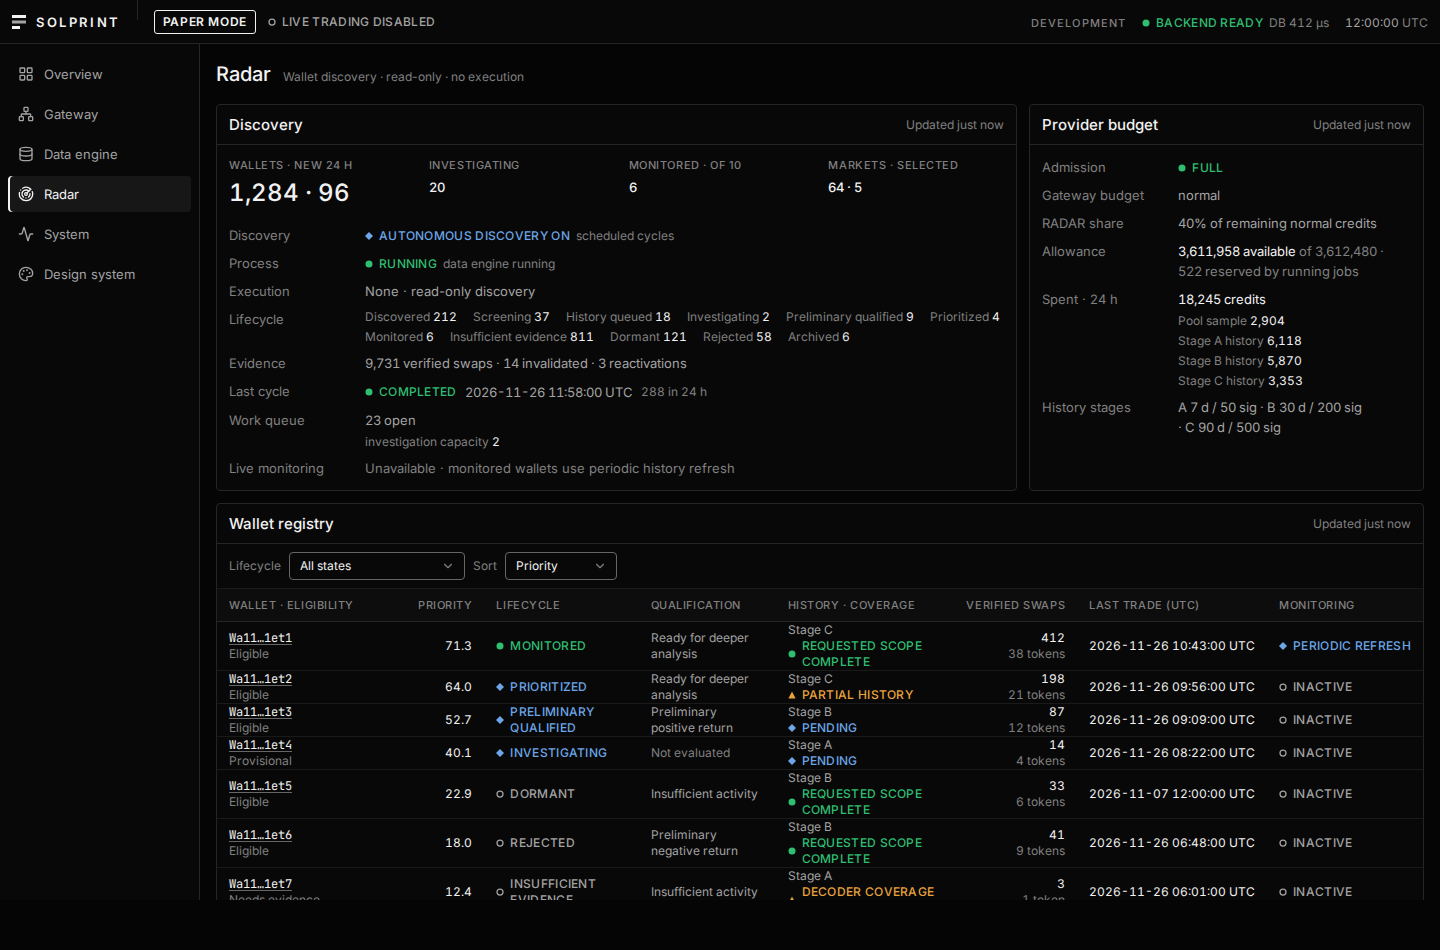 SOLPRINT
PAPER MODE
LIVE TRADING DISABLED
DEVELOPMENT
BACKEND READY DB 412 µs
12:00:00 UTC
Overview
Gateway
Data engine
Radar
System
Design system
Radar
Wallet discovery · read-only · no execution
Discovery
Updated just now
WALLETS · NEW 24 H
INVESTIGATING
MONITORED · OF 10
MARKETS · SELECTED
1,284 · 96
20
6
64 · 5
Discovery
AUTONOMOUS DISCOVERY ON scheduled cycles
Process
RUNNING data engine running
Execution
None · read-only discovery
Lifecycle
Discovered 212 Screening 37 History queued 18 Investigating 2 Preliminary qualified 9 Prioritized 4
Monitored 6 Insufficient evidence 811 Dormant 121 Rejected 58 Archived 6
Evidence
9,731 verified swaps · 14 invalidated · 3 reactivations
Last cycle
COMPLETED 2026-11-26 11:58:00 UTC 288 in 24 h
Work queue
23 open
investigation capacity 2
Live monitoring
Unavailable · monitored wallets use periodic history refresh
Provider budget
Updated just now
Admission
FULL
Gateway budget
normal
RADAR share
40% of remaining normal credits
Allowance
3,611,958 available of 3,612,480 ·
522 reserved by running jobs
Spent · 24 h
18,245 credits
Pool sample 2,904
Stage A history 6,118
Stage B history 5,870
Stage C history 3,353
History stages
A 7 d / 50 sig · B 30 d / 200 sig
· C 90 d / 500 sig
Wallet registry
Updated just now
Lifecycle
All states
Sort
Priority
WALLET · ELIGIBILITY
PRIORITY
LIFECYCLE
QUALIFICATION
HISTORY · COVERAGE
VERIFIED SWAPS
LAST TRADE (UTC)
MONITORING
Wa11…1et1
Eligible
71.3
MONITORED
Ready for deeper
analysis
Stage C
REQUESTED SCOPE
COMPLETE
412
38 tokens
2026-11-26 10:43:00 UTC
PERIODIC REFRESH
Wa11…1et2
Eligible
64.0
PRIORITIZED
Ready for deeper
analysis
Stage C
PARTIAL HISTORY
198
21 tokens
2026-11-26 09:56:00 UTC
INACTIVE
Wa11…1et3
Eligible
52.7
PRELIMINARY
QUALIFIED
Preliminary
positive return
Stage B
PENDING
87
12 tokens
2026-11-26 09:09:00 UTC
INACTIVE
Wa11…1et4
Provisional
40.1
INVESTIGATING
Not evaluated
Stage A
PENDING
14
4 tokens
2026-11-26 08:22:00 UTC
INACTIVE
Wa11…1et5
Eligible
22.9
DORMANT
Insufficient activity
Stage B
REQUESTED SCOPE
COMPLETE
33
6 tokens
2026-11-07 12:00:00 UTC
INACTIVE
Wa11…1et6
Eligible
18.0
REJECTED
Preliminary
negative return
Stage B
REQUESTED SCOPE
COMPLETE
41
9 tokens
2026-11-26 06:48:00 UTC
INACTIVE
Wa11…1et7
Needs evidence
12.4
INSUFFICIENT
EVIDENCE
Insufficient activity
Stage A
DECODER COVERAGE
3
1 token
2026-11-26 06:01:00 UTC
INACTIVE